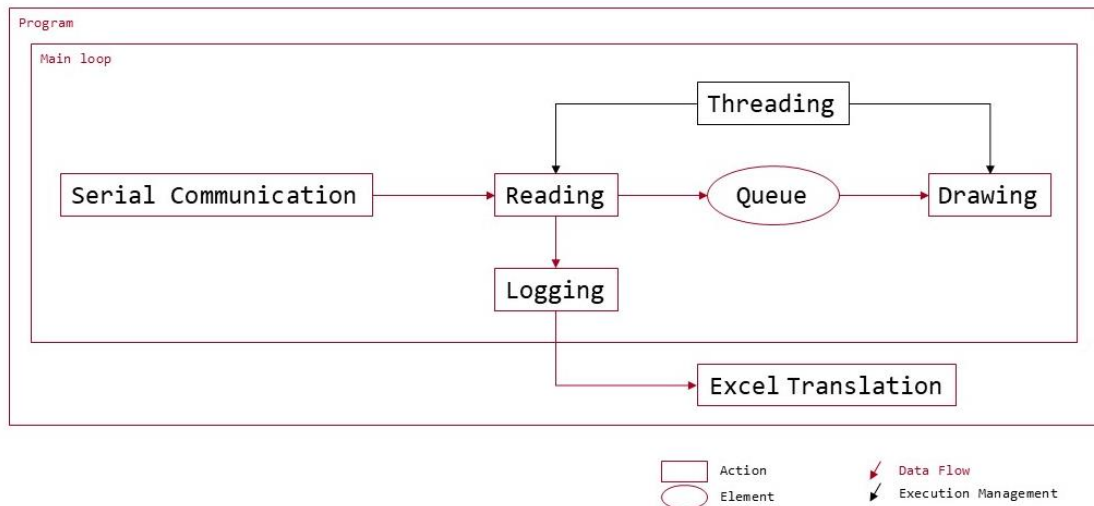 Program
Main loop
Threading
Serial Communication
Reading
Queue
Drawing
Logging
Excel Translation
Action
Data Flow
Element
Execution Management